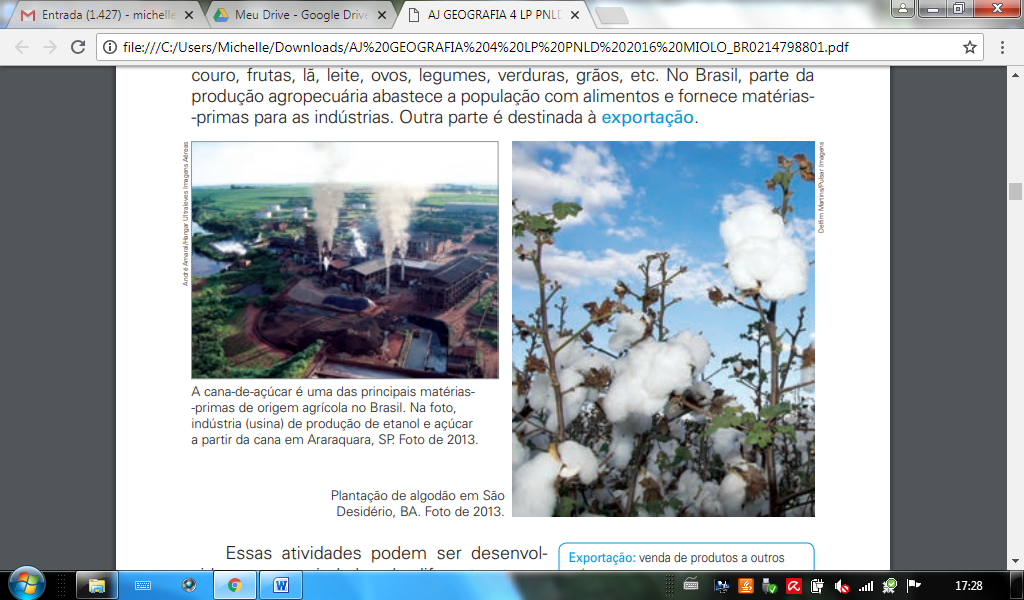 Entrada (1.427) - michelle
Meu Drive - Google Drive
AJ GEOGRAFIA 4 LP PNLD
file:///C:/Users/Michelle/Downloads/AJ%20GEOGRAFIA%204%20LP%20PNLD%202016%20MIOLO_BR0214798801.pdf
couro, frutas, lã, leite, ovos, legumes, verduras, grãos, etc. No Brasil, parte da
produção agropecuária abastece a população com alimentos e fornece matérias-
-primas para as indústrias. Outra parte é destinada à exportação.
André Amaral/Hangar Ultraleves Imagens Aéreas
Delfim Martins/Pulsar Imagens
A cana-de-açúcar é uma das principais matérias-
-primas de origem agrícola no Brasil. Na foto,
indústria (usina) de produção de etanol e açúcar
a partir da cana em Araraquara, SP. Foto de 2013.
Plantação de algodão em São
Desidério, BA. Foto de 2013.
Essas atividades podem ser desenvol-
Exportação: venda de produtos a outros
17:28